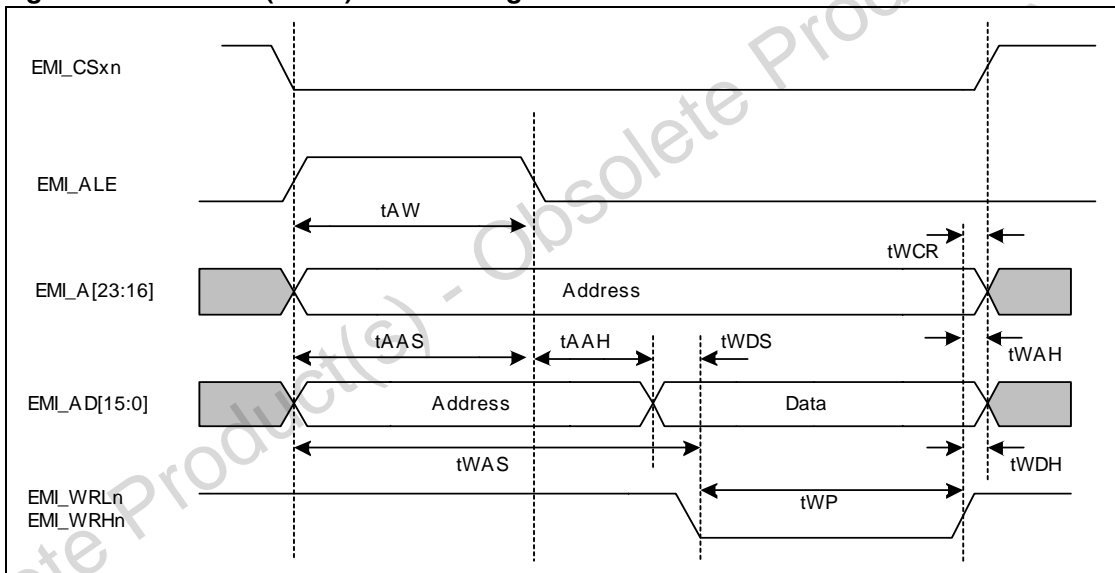 EMI_CSxn
EMI_ALE
tAW
tWCR
EMI_A[23:16]
Address
tAAS
tAAH
tWDS
tWAH
EMI_AD[15:0]
Address
Data
tWAS
tWDH
EMI_WRLn
EMI_WRHn
tWP
Product(s) - Obsolete Product